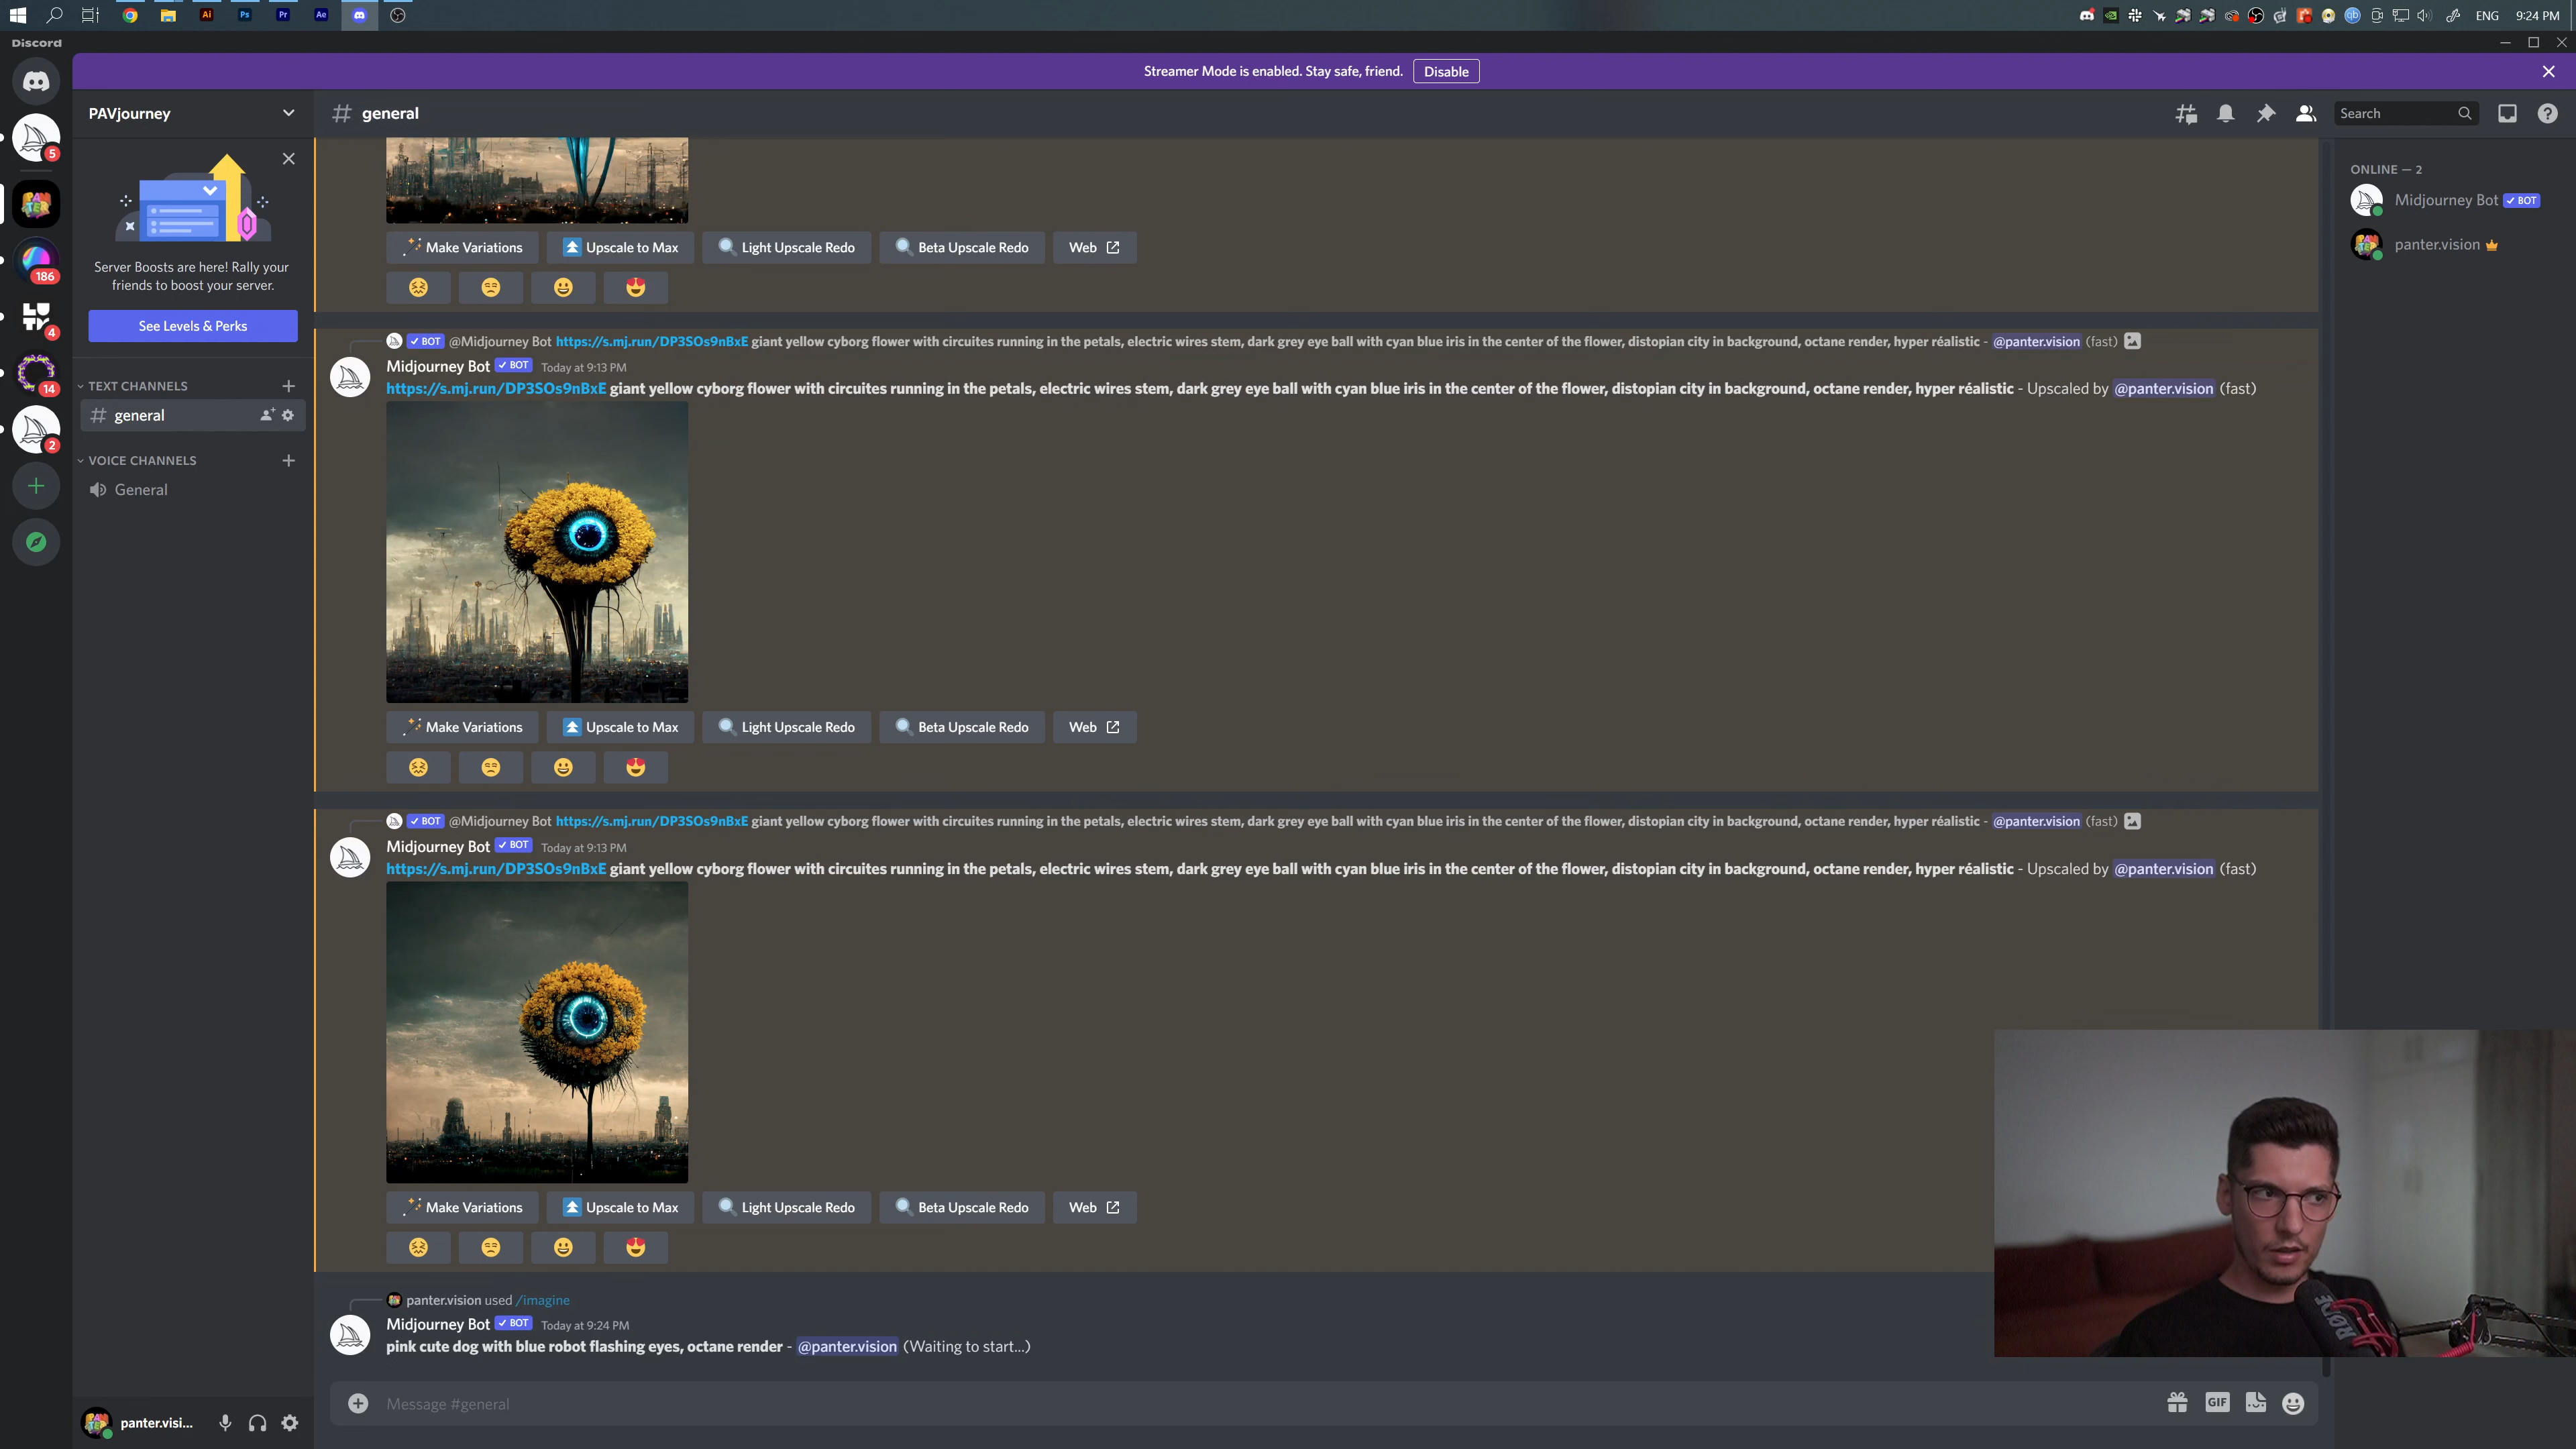 Ai
Ps
Pr
Ae
qb
ENG
9:24 PM
Discord
Streamer Mode is enabled. Stay safe, friend.
Disable
PAVjourney
general
Search
5
186
4
14
2
Server Boosts are here! Rally your
friends to boost your server.
See Levels & Perks
TEXT CHANNELS
general
VOICE CHANNELS
General
Make Variations
Upscale to Max
Light Upscale Redo
Beta Upscale Redo
Web
BOT @Midjourney Bot https://s.mj.run/DP3SOs9nBxE giant yellow cyborg flower with circuites running in the petals, electric wires stem, dark grey eye ball with cyan blue iris in the center of the flower, distopian city in background, octane render, hyper réalistic - @panter.vision (fast)
Midjourney Bot BOT Today at 9:13 PM
https://s.mj.run/DP3SOs9nBxE giant yellow cyborg flower with circuites running in the petals, electric wires stem, dark grey eye ball with cyan blue iris in the center of the flower, distopian city in background, octane render, hyper réalistic - Upscaled by @panter.vision (fast)
Make Variations
Upscale to Max
Light Upscale Redo
Beta Upscale Redo
Web
BOT @Midjourney Bot https://s.mj.run/DP3SOs9nBxE giant yellow cyborg flower with circuites running in the petals, electric wires stem, dark grey eye ball with cyan blue iris in the center of the flower, distopian city in background, octane render, hyper réalistic - @panter.vision (fast)
Midjourney Bot BOT Today at 9:13 PM
https://s.mj.run/DP3SOs9nBxE giant yellow cyborg flower with circuites running in the petals, electric wires stem, dark grey eye ball with cyan blue iris in the center of the flower, distopian city in background, octane render, hyper réalistic - Upscaled by @panter.vision (fast)
Make Variations
Upscale to Max
Light Upscale Redo
Beta Upscale Redo
Web
panter.vision used /imagine
Midjourney Bot BOT Today at 9:24 PM
pink cute dog with blue robot flashing eyes, octane render - @panter.vision (Waiting to start...)
Message #general
GIF
panter.visi...
ONLINE — 2
Midjourney Bot BOT
panter.vision
RØDE